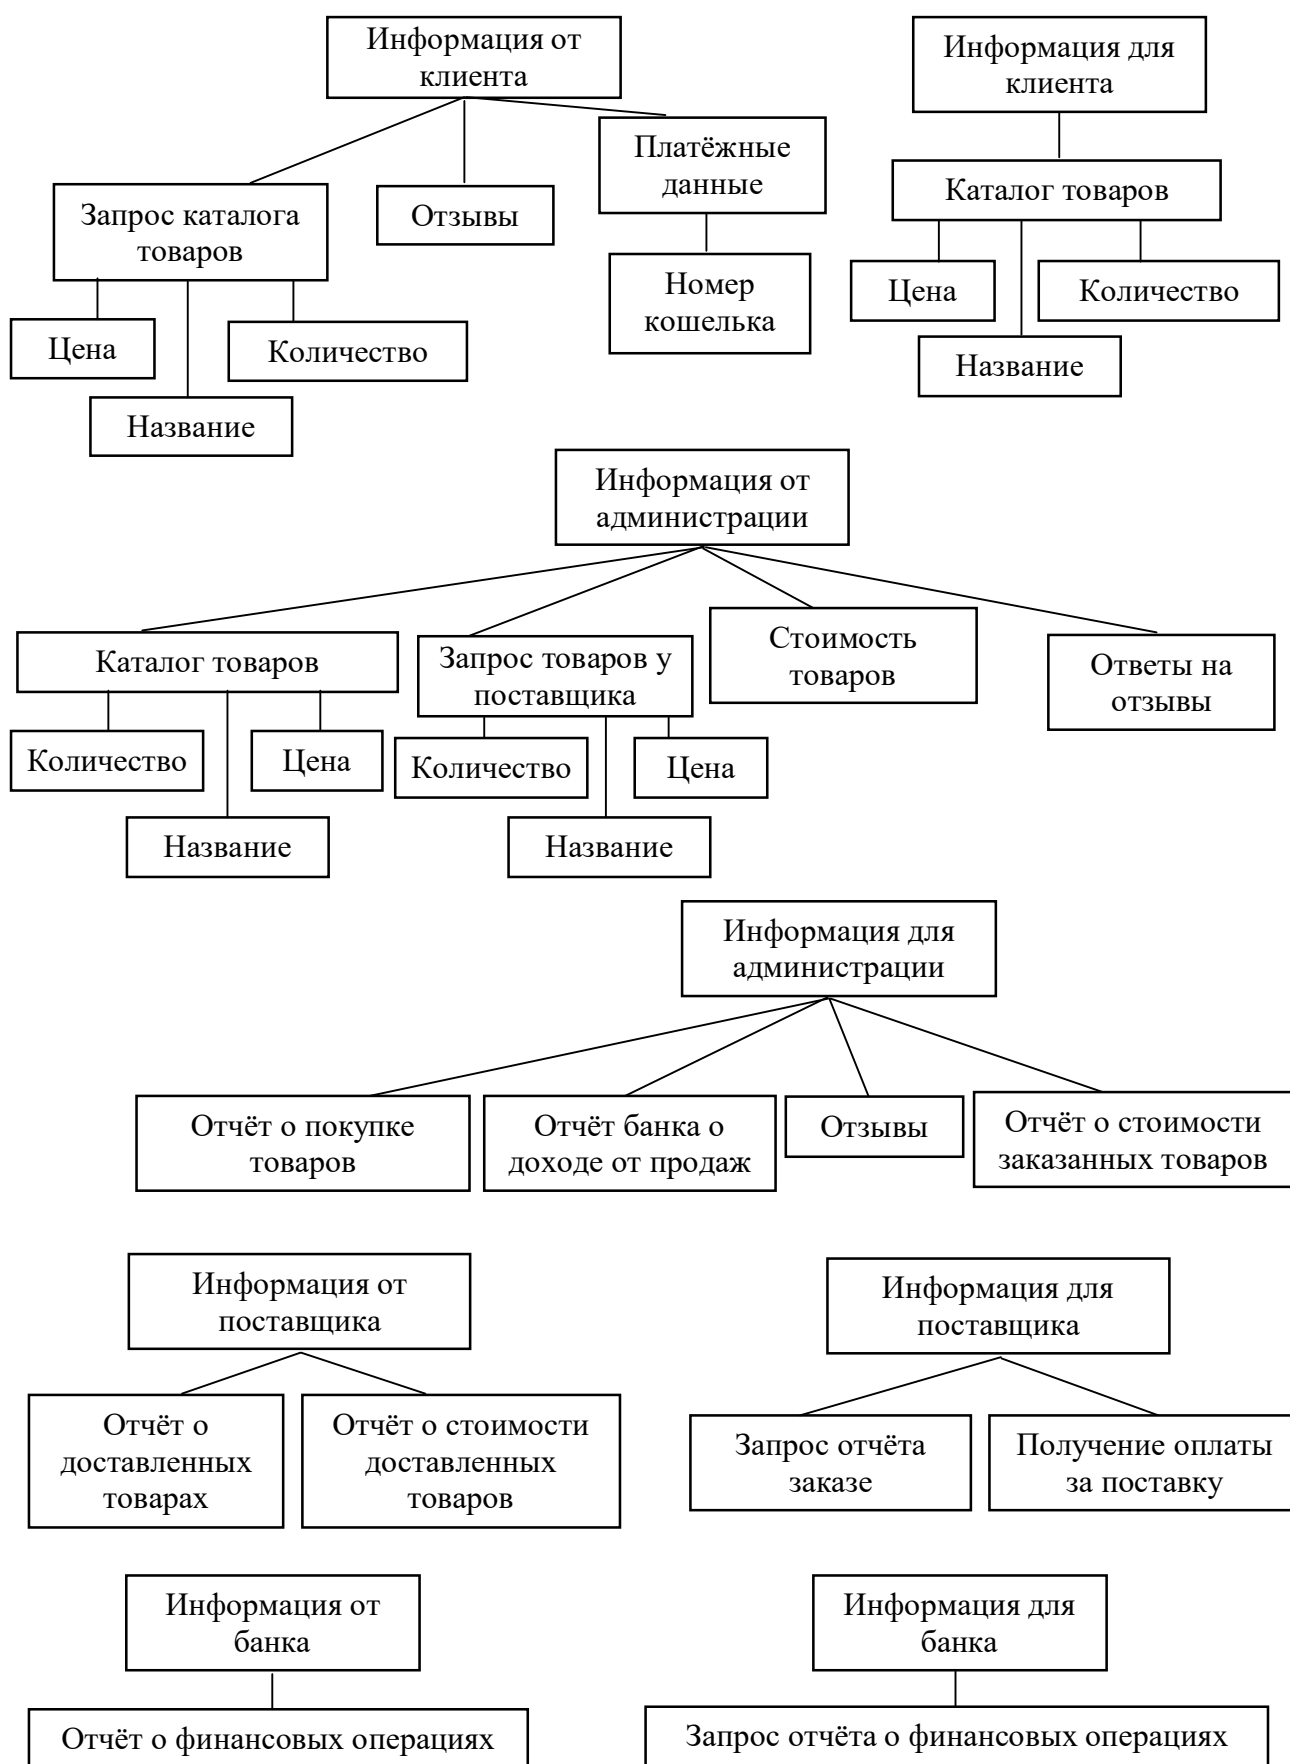 Информация от
клиента
Информация для
клиента
Платёжные
данные
Запрос каталога
товаров
Отзывы
Каталог товаров
Номер
кошелька
Цена
Количество
Название
Цена
Количество
Название
Информация от
администрации
Каталог товаров
Запрос товаров у
поставщика
Стоимость
товаров
Ответы на
отзывы
Количество
Цена
Название
Количество
Цена
Название
Информация для
администрации
Отчёт о покупке
товаров
Отчёт банка о
доходе от продаж
Отзывы
Отчёт о стоимости
заказанных товаров
Информация от
поставщика
Информация для
поставщика
Отчёт о
доставленных
товарах
Отчёт о стоимости
доставленных
товаров
Запрос отчёта
заказе
Получение оплаты
за поставку
Информация от
банка
Информация для
банка
Отчёт о финансовых операциях
Запрос отчёта о финансовых операциях